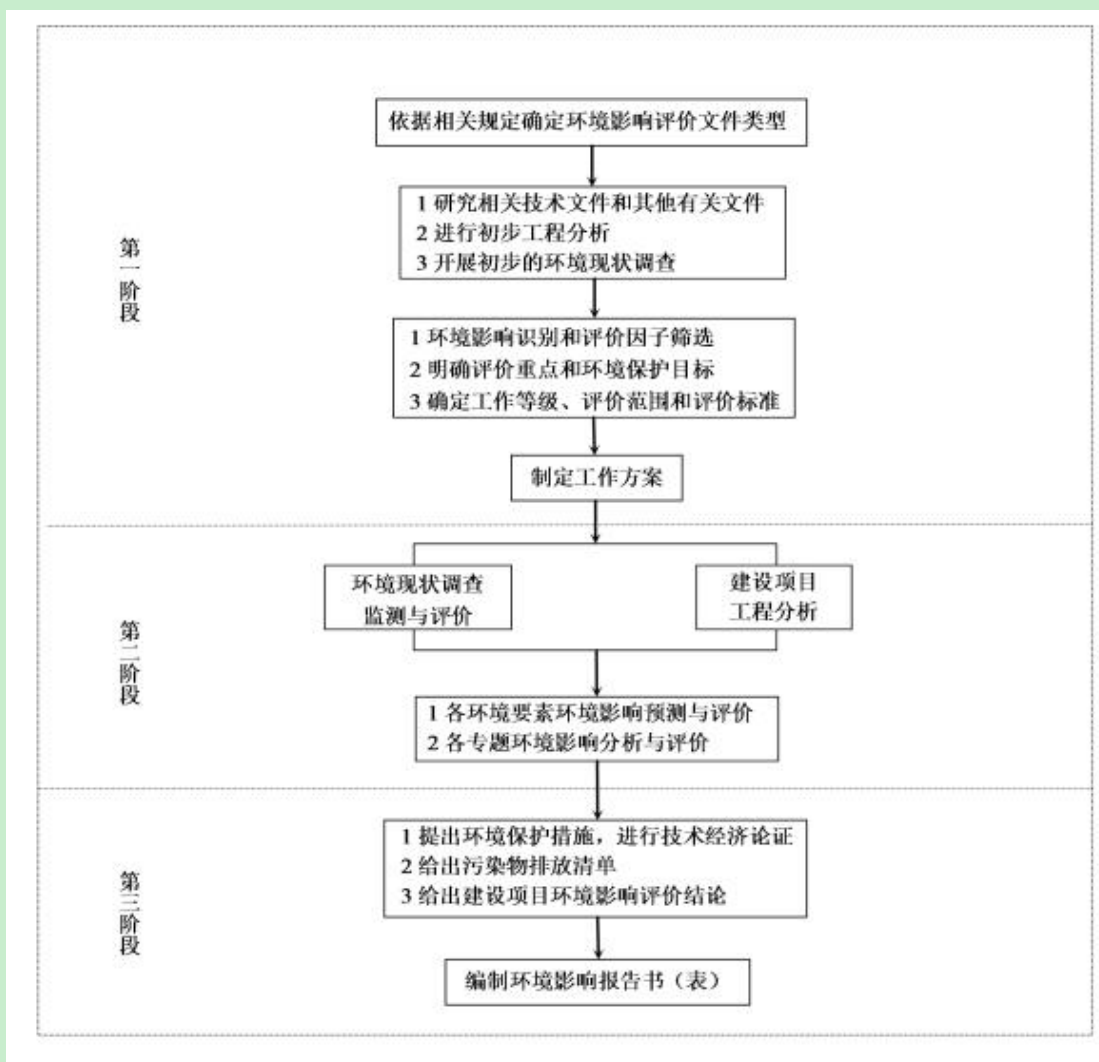 依据相关规定确定环境影响评价文件类型
1 研究相关技术文件和其他有关文件
2 进行初步工程分析
3 开展初步的环境现状调查
第一阶段
1 环境影响识别和评价因子筛选
2 明确评价重点和环境保护目标
3 确定工作等级、评价范围和评价标准
制定工作方案
环境现状调查
监测与评价
建设项目
工程分析
第二阶段
1 各环境要素环境影响预测与评价
2 各专题环境影响分析与评价
1 提出环境保护措施，进行技术经济论证
2 给出污染物排放清单
3 给出建设项目环境影响评价结论
第三阶段
编制环境影响报告书（表）